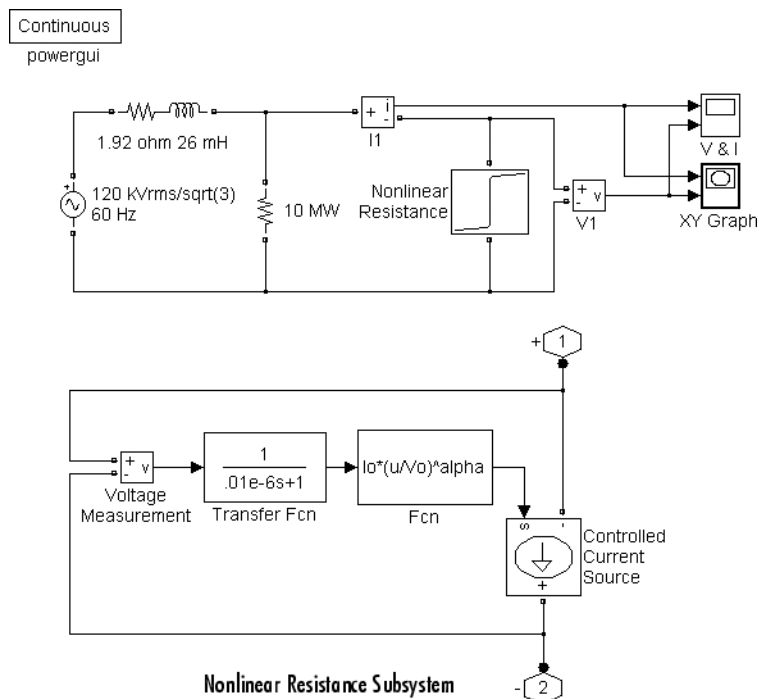 Continuous
powergui
1.92 ohm 26 mH
120 kVrms/sqrt(3)
60 Hz
10 MW
+
i
-
I1
Nonlinear
Resistance
+
-
v
V1
V & I
XY Graph
+
1
+
-
v
Voltage
Measurement
1
.01e-6s+1
Transfer Fcn
Io*(u/Vo)^alpha
Fcn
s
-
+
Controlled
Current
Source
-
2
Nonlinear Resistance Subsystem